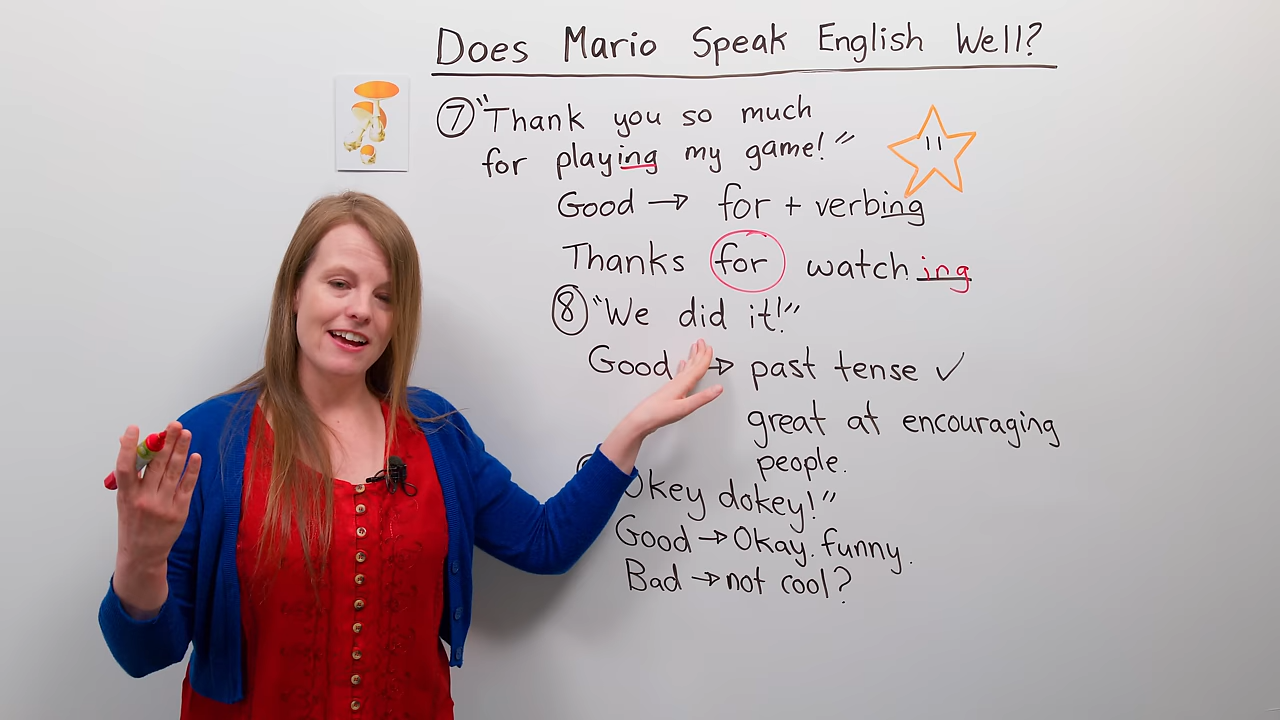 Does Mario Speak English Well?
⑦ "Thank you so much
for playing my game!"
Good → for + verbing
Thanks for watching
⑧ "We did it!"
Good → past tense ✓
great at encouraging
people.
Okey dokey!"
Good → Okay. funny.
Bad → not cool?